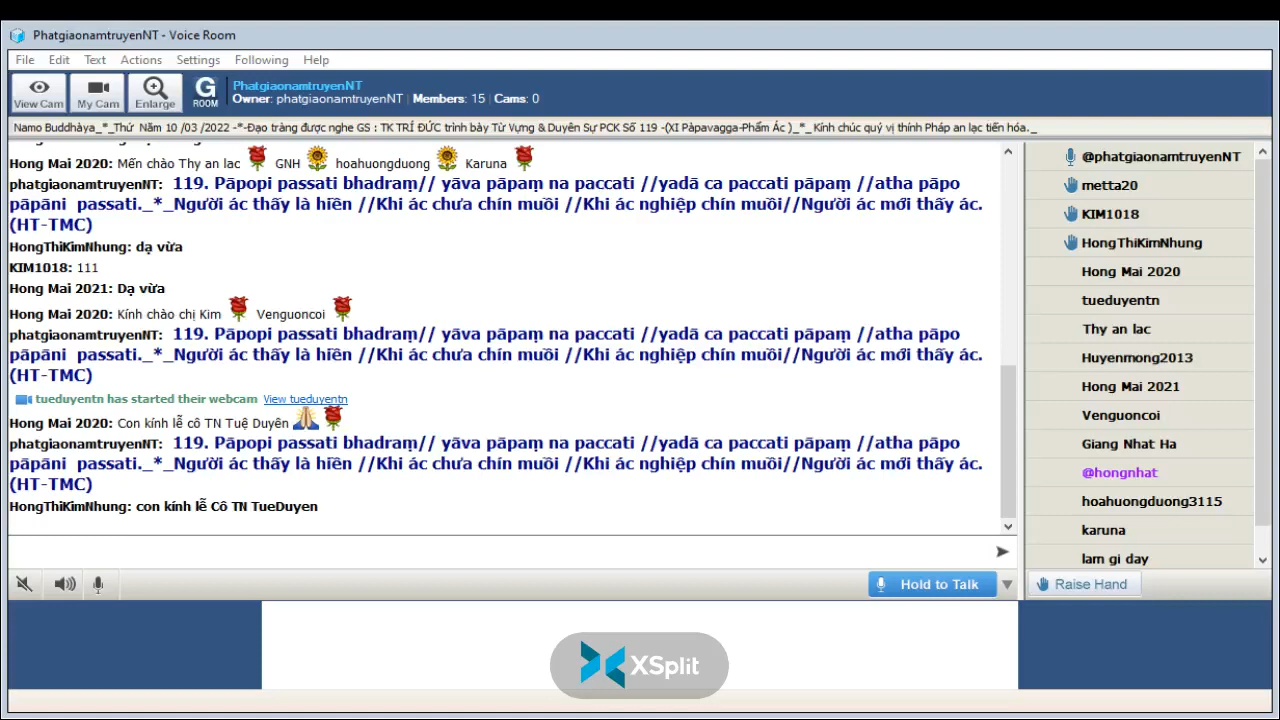 PhatgiaonamtruyenNT - Voice Room
File Edit Text Actions Settings Following Help
View Cam
My Cam
Enlarge
G ROOM
PhatgiaonamtruyenNT
Owner: phatgiaonamtruyenNT | Members: 15 | Cams: 0
Namo Buddhàya_*_Thứ Năm 10 /03 /2022 -*-Đạo tràng được nghe GS : TK TRÍ ĐỨC trình bày Từ Vựng & Duyên Sự PCK Số 119 -(XI Pàpavagga-Phẩm Ác )_*_ Kính chúc quý vị thính Pháp an lạc tiến hóa._
Hong Mai 2020: Mến chào Thy an lac GNH hoahuongduong Karuna
phatgiaonamtruyenNT: 119. Pāpopi passati bhadraṃ// yāva pāpaṃ na paccati //yadā ca paccati pāpaṃ //atha pāpo
pāpāni passati._*_Người ác thấy là hiền //Khi ác chưa chín muồi //Khi ác nghiệp chín muồi//Người ác mới thấy ác.
(HT-TMC)
HongThiKimNhung: dạ vừa
KIM1018: 111
Hong Mai 2021: Dạ vừa
Hong Mai 2020: Kính chào chị Kim Venguoncoi
phatgiaonamtruyenNT: 119. Pāpopi passati bhadraṃ// yāva pāpaṃ na paccati //yadā ca paccati pāpaṃ //atha pāpo
pāpāni passati._*_Người ác thấy là hiền //Khi ác chưa chín muồi //Khi ác nghiệp chín muồi//Người ác mới thấy ác.
(HT-TMC)
tueduyentn has started their webcam View tueduyentn
Hong Mai 2020: Con kính lễ cô TN Tuệ Duyên
phatgiaonamtruyenNT: 119. Pāpopi passati bhadraṃ// yāva pāpaṃ na paccati //yadā ca paccati pāpaṃ //atha pāpo
pāpāni passati._*_Người ác thấy là hiền //Khi ác chưa chín muồi //Khi ác nghiệp chín muồi//Người ác mới thấy ác.
(HT-TMC)
HongThiKimNhung: con kính lễ Cô TN TueDuyen
@phatgiaonamtruyenNT
metta20
KIM1018
HongThiKimNhung
Hong Mai 2020
tueduyentn
Thy an lac
Huyenmong2013
Hong Mai 2021
Venguoncoi
Giang Nhat Ha
@hongnhat
hoahuongduong3115
karuna
lam gi day
Hold to Talk
Raise Hand
XSplit